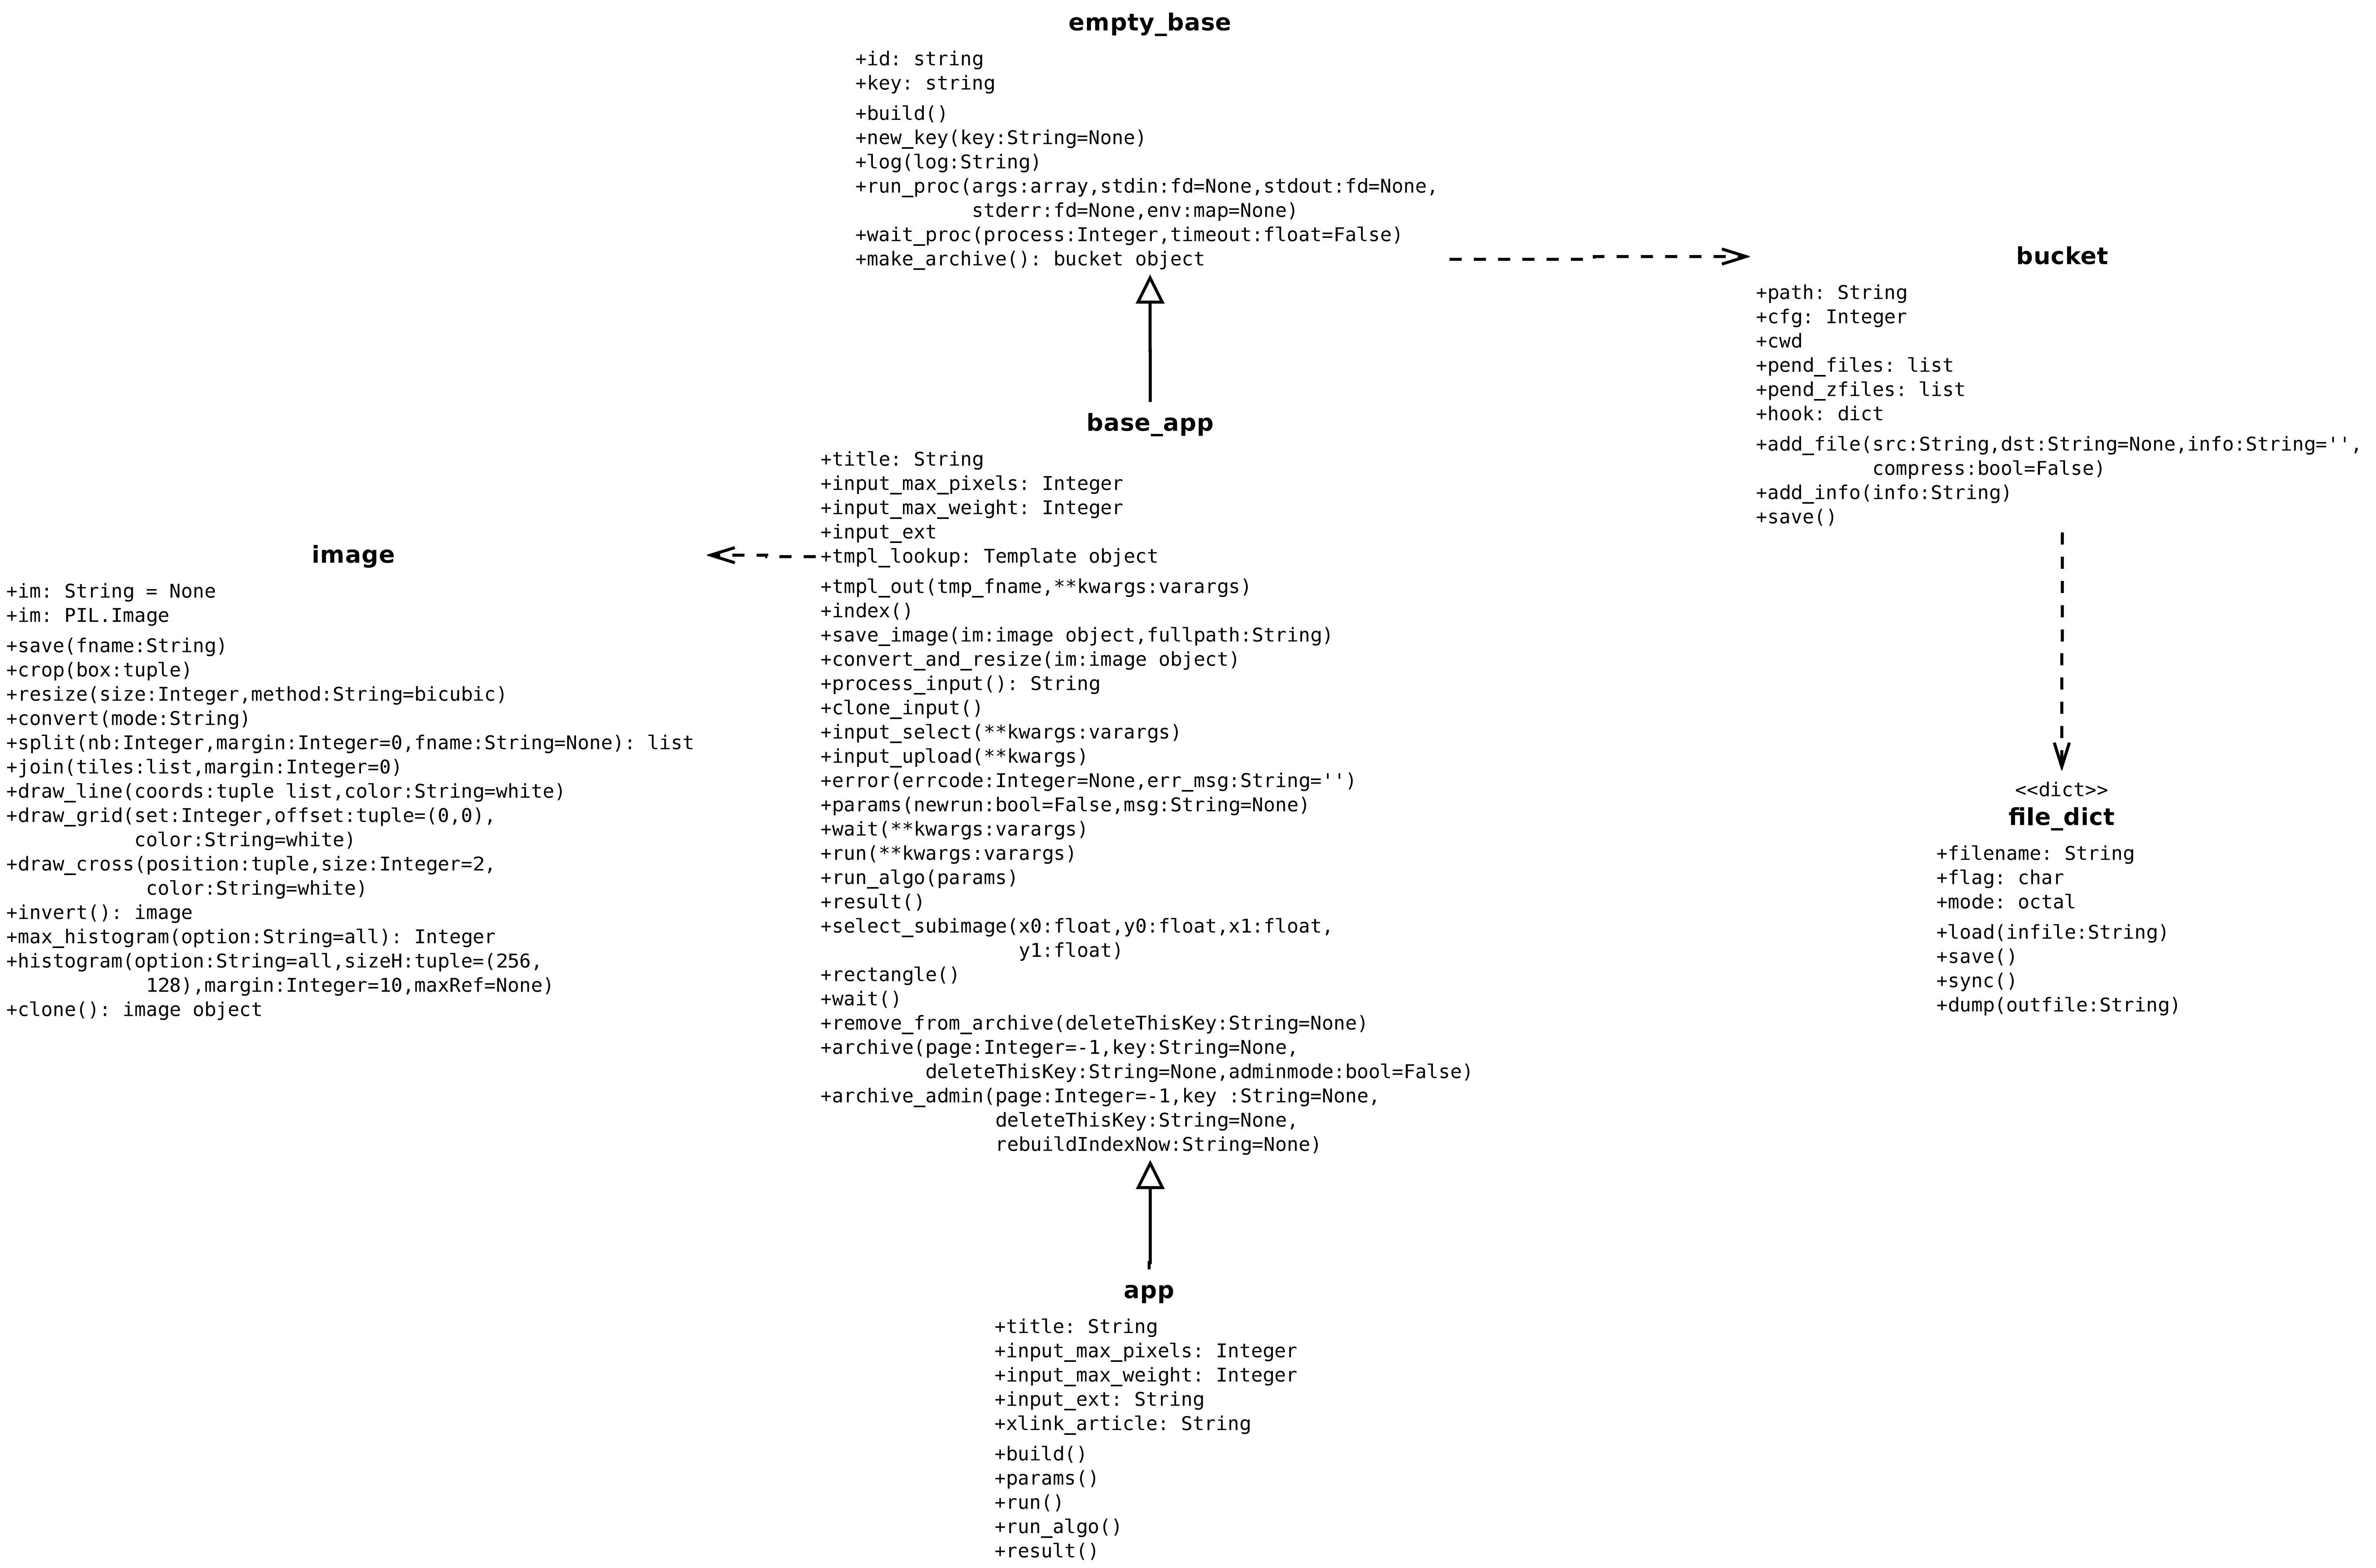 empty_base
+id: string
+key: string
+build()
+new_key(key:String=None)
+log(log:String)
+run_proc(args:array,stdin:fd=None,stdout:fd=None,
stderr:fd=None,env:map=None)
+wait_proc(process:Integer,timeout:float=False)
+make_archive(): bucket object
bucket
+path: String
+cfg: Integer
+cwd
+pend_files: list
+pend_zfiles: list
+hook: dict
+add_file(src:String,dst:String=None,info:String='',
compress:bool=False)
+add_info(info:String)
+save()
base_app
+title: String
+input_max_pixels: Integer
+input_max_weight: Integer
+input_ext
+tmpl_lookup: Template object
+tmpl_out(tmp_fname,**kwargs:varargs)
+index()
+save_image(im:image object,fullpath:String)
+convert_and_resize(im:image object)
+process_input(): String
+clone_input()
+input_select(**kwargs:varargs)
+input_upload(**kwargs)
+error(errcode:Integer=None,err_msg:String='')
+params(newrun:bool=False,msg:String=None)
+wait(**kwargs:varargs)
+run(**kwargs:varargs)
+run_algo(params)
+result()
+select_subimage(x0:float,y0:float,x1:float,
y1:float)
+rectangle()
+wait()
+remove_from_archive(deleteThisKey:String=None)
+archive(page:Integer=-1,key:String=None,
deleteThisKey:String=None,adminmode:bool=False)
+archive_admin(page:Integer=-1,key :String=None,
deleteThisKey:String=None,
rebuildIndexNow:String=None)
image
+im: String = None
+im: PIL.Image
+save(fname:String)
+crop(box:tuple)
+resize(size:Integer,method:String=bicubic)
+convert(mode:String)
+split(nb:Integer,margin:Integer=0,fname:String=None): list
+join(tiles:list,margin:Integer=0)
+draw_line(coords:tuple list,color:String=white)
+draw_grid(set:Integer,offset:tuple=(0,0),
color:String=white)
+draw_cross(position:tuple,size:Integer=2,
color:String=white)
+invert(): image
+max_histogram(option:String=all): Integer
+histogram(option:String=all,sizeH:tuple=(256,
128),margin:Integer=10,maxRef=None)
+clone(): image object
<<dict>>
file_dict
+filename: String
+flag: char
+mode: octal
+load(infile:String)
+save()
+sync()
+dump(outfile:String)
app
+title: String
+input_max_pixels: Integer
+input_max_weight: Integer
+input_ext: String
+xlink_article: String
+build()
+params()
+run()
+run_algo()
+result()